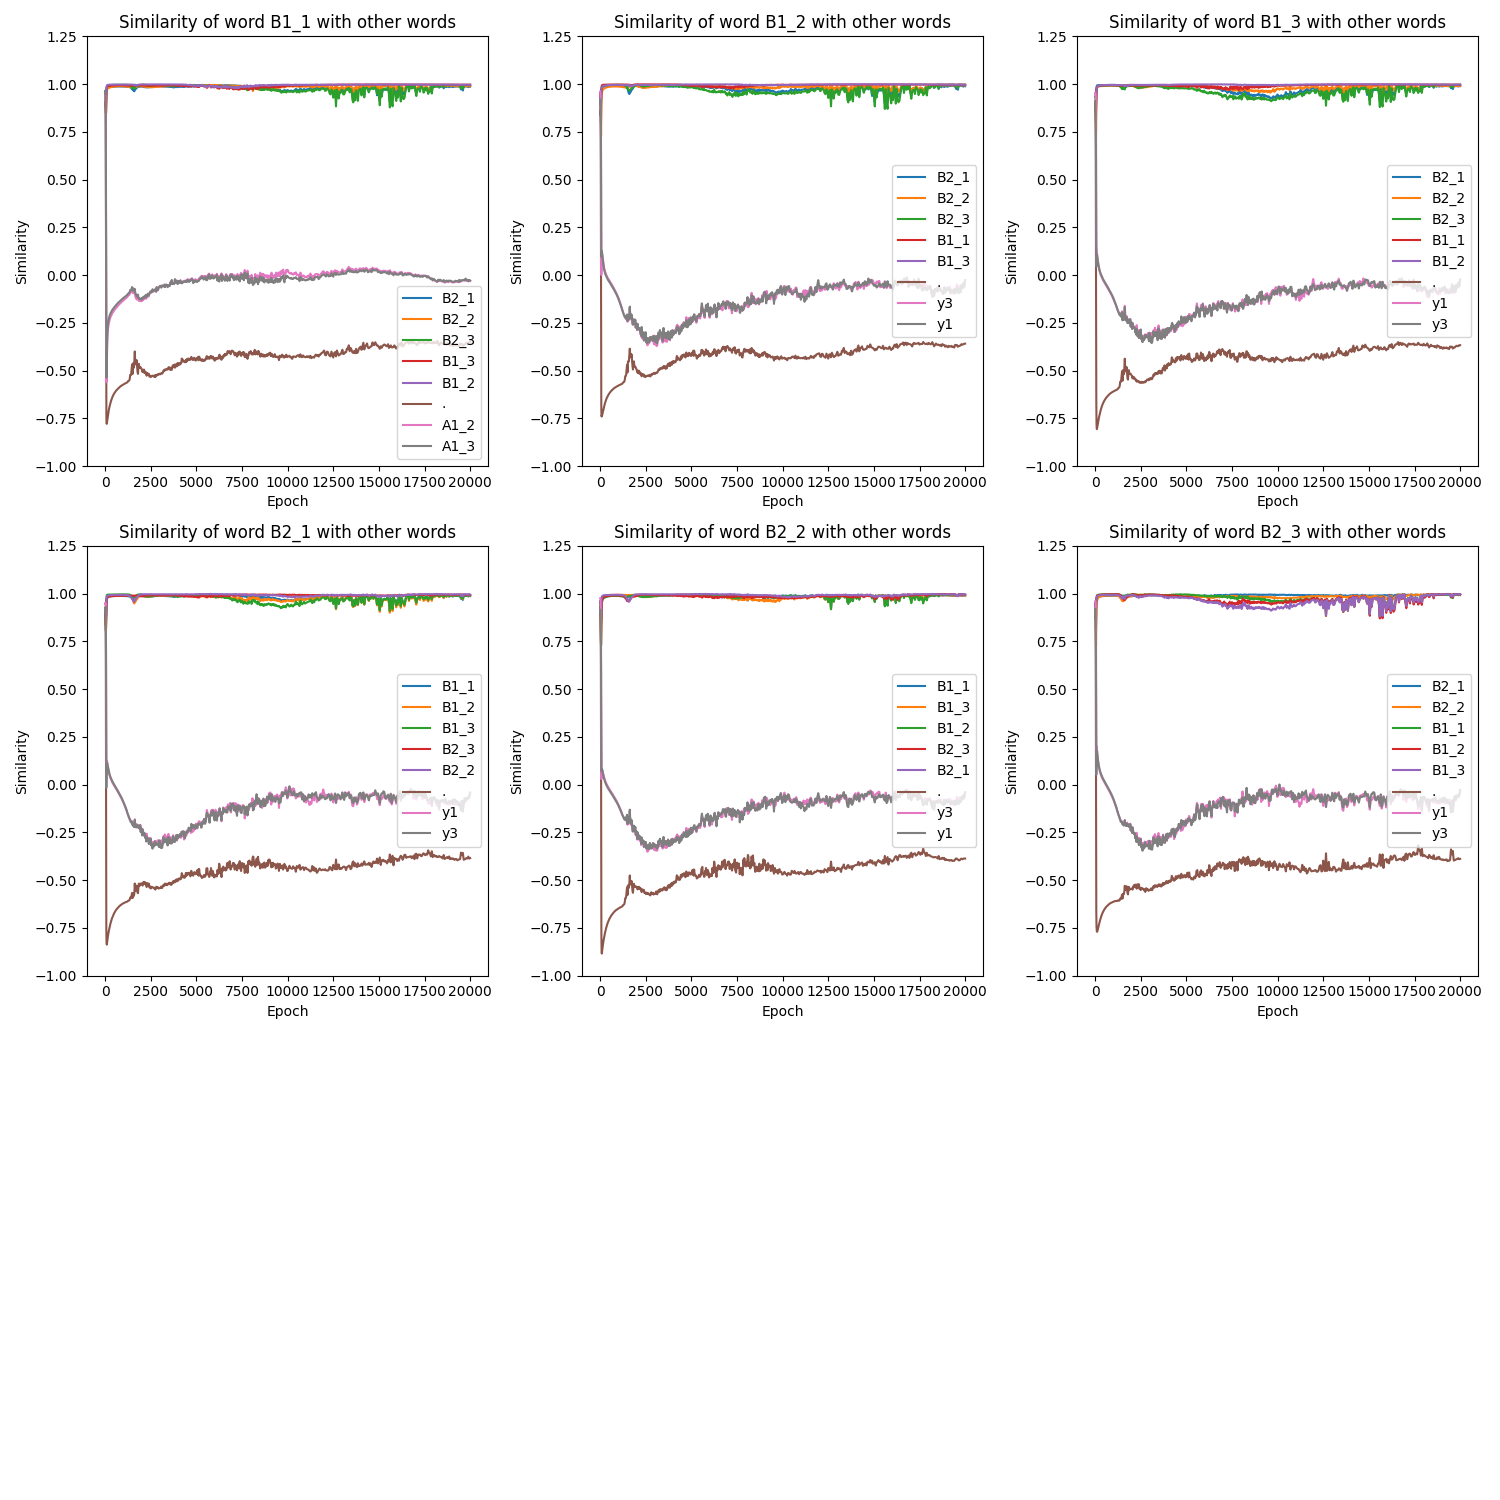 Similarity of word B1_1 with other words
1.25
1.00
0.75
0.50
0.25
0.00
−0.25
−0.50
−0.75
−1.00
Similarity
0 2500 5000 7500 10000 12500 15000 17500 20000
Epoch
B2_1
B2_2
B2_3
B1_3
B1_2
.
A1_2
A1_3
Similarity of word B1_2 with other words
1.25
1.00
0.75
0.50
0.25
0.00
−0.25
−0.50
−0.75
−1.00
Similarity
0 2500 5000 7500 10000 12500 15000 17500 20000
Epoch
B2_1
B2_2
B2_3
B1_1
B1_3
.
y3
y1
Similarity of word B1_3 with other words
1.25
1.00
0.75
0.50
0.25
0.00
−0.25
−0.50
−0.75
−1.00
Similarity
0 2500 5000 7500 10000 12500 15000 17500 20000
Epoch
B2_1
B2_2
B2_3
B1_1
B1_2
.
y1
y3
Similarity of word B2_1 with other words
1.25
1.00
0.75
0.50
0.25
0.00
−0.25
−0.50
−0.75
−1.00
Similarity
0 2500 5000 7500 10000 12500 15000 17500 20000
Epoch
B1_1
B1_2
B1_3
B2_3
B2_2
.
y1
y3
Similarity of word B2_2 with other words
1.25
1.00
0.75
0.50
0.25
0.00
−0.25
−0.50
−0.75
−1.00
Similarity
0 2500 5000 7500 10000 12500 15000 17500 20000
Epoch
B1_1
B1_3
B1_2
B2_3
B2_1
.
y3
y1
Similarity of word B2_3 with other words
1.25
1.00
0.75
0.50
0.25
0.00
−0.25
−0.50
−0.75
−1.00
Similarity
0 2500 5000 7500 10000 12500 15000 17500 20000
Epoch
B2_1
B2_2
B1_1
B1_2
B1_3
.
y1
y3